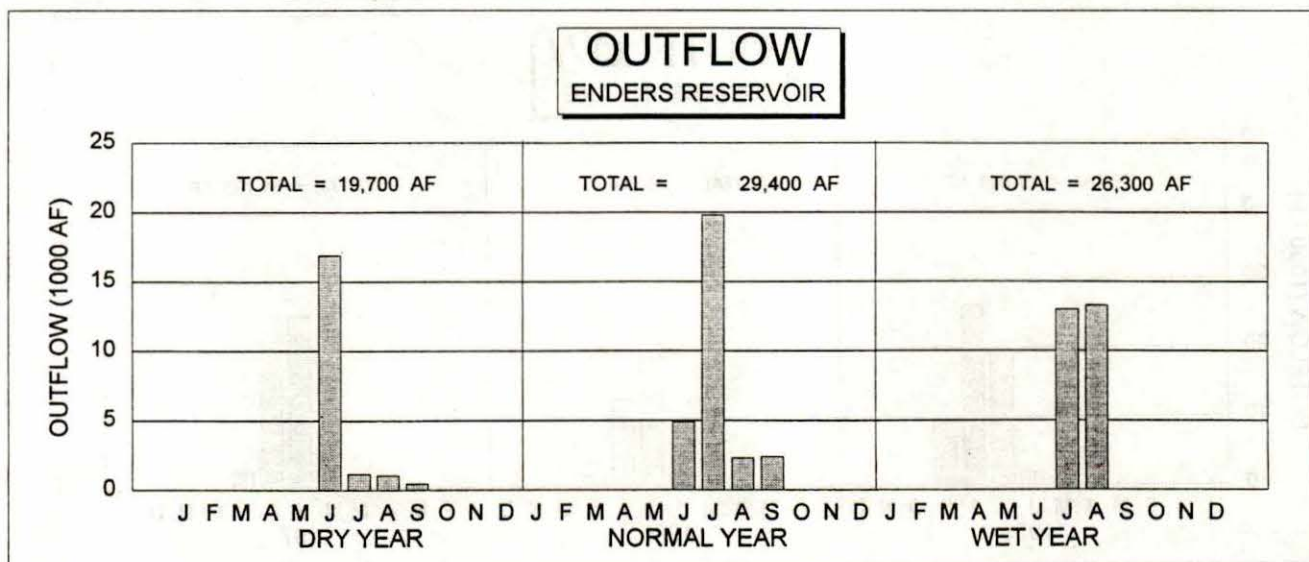 OUTFLOW
ENDERS RESERVOIR
OUTFLOW (1000 AF)
25
20
15
10
5
0
TOTAL = 19,700 AF
TOTAL = 29,400 AF
TOTAL = 26,300 AF
J F M A M J J A S O N D J F M A M J J A S O N D J F M A M J J A S O N D
DRY YEAR NORMAL YEAR WET YEAR